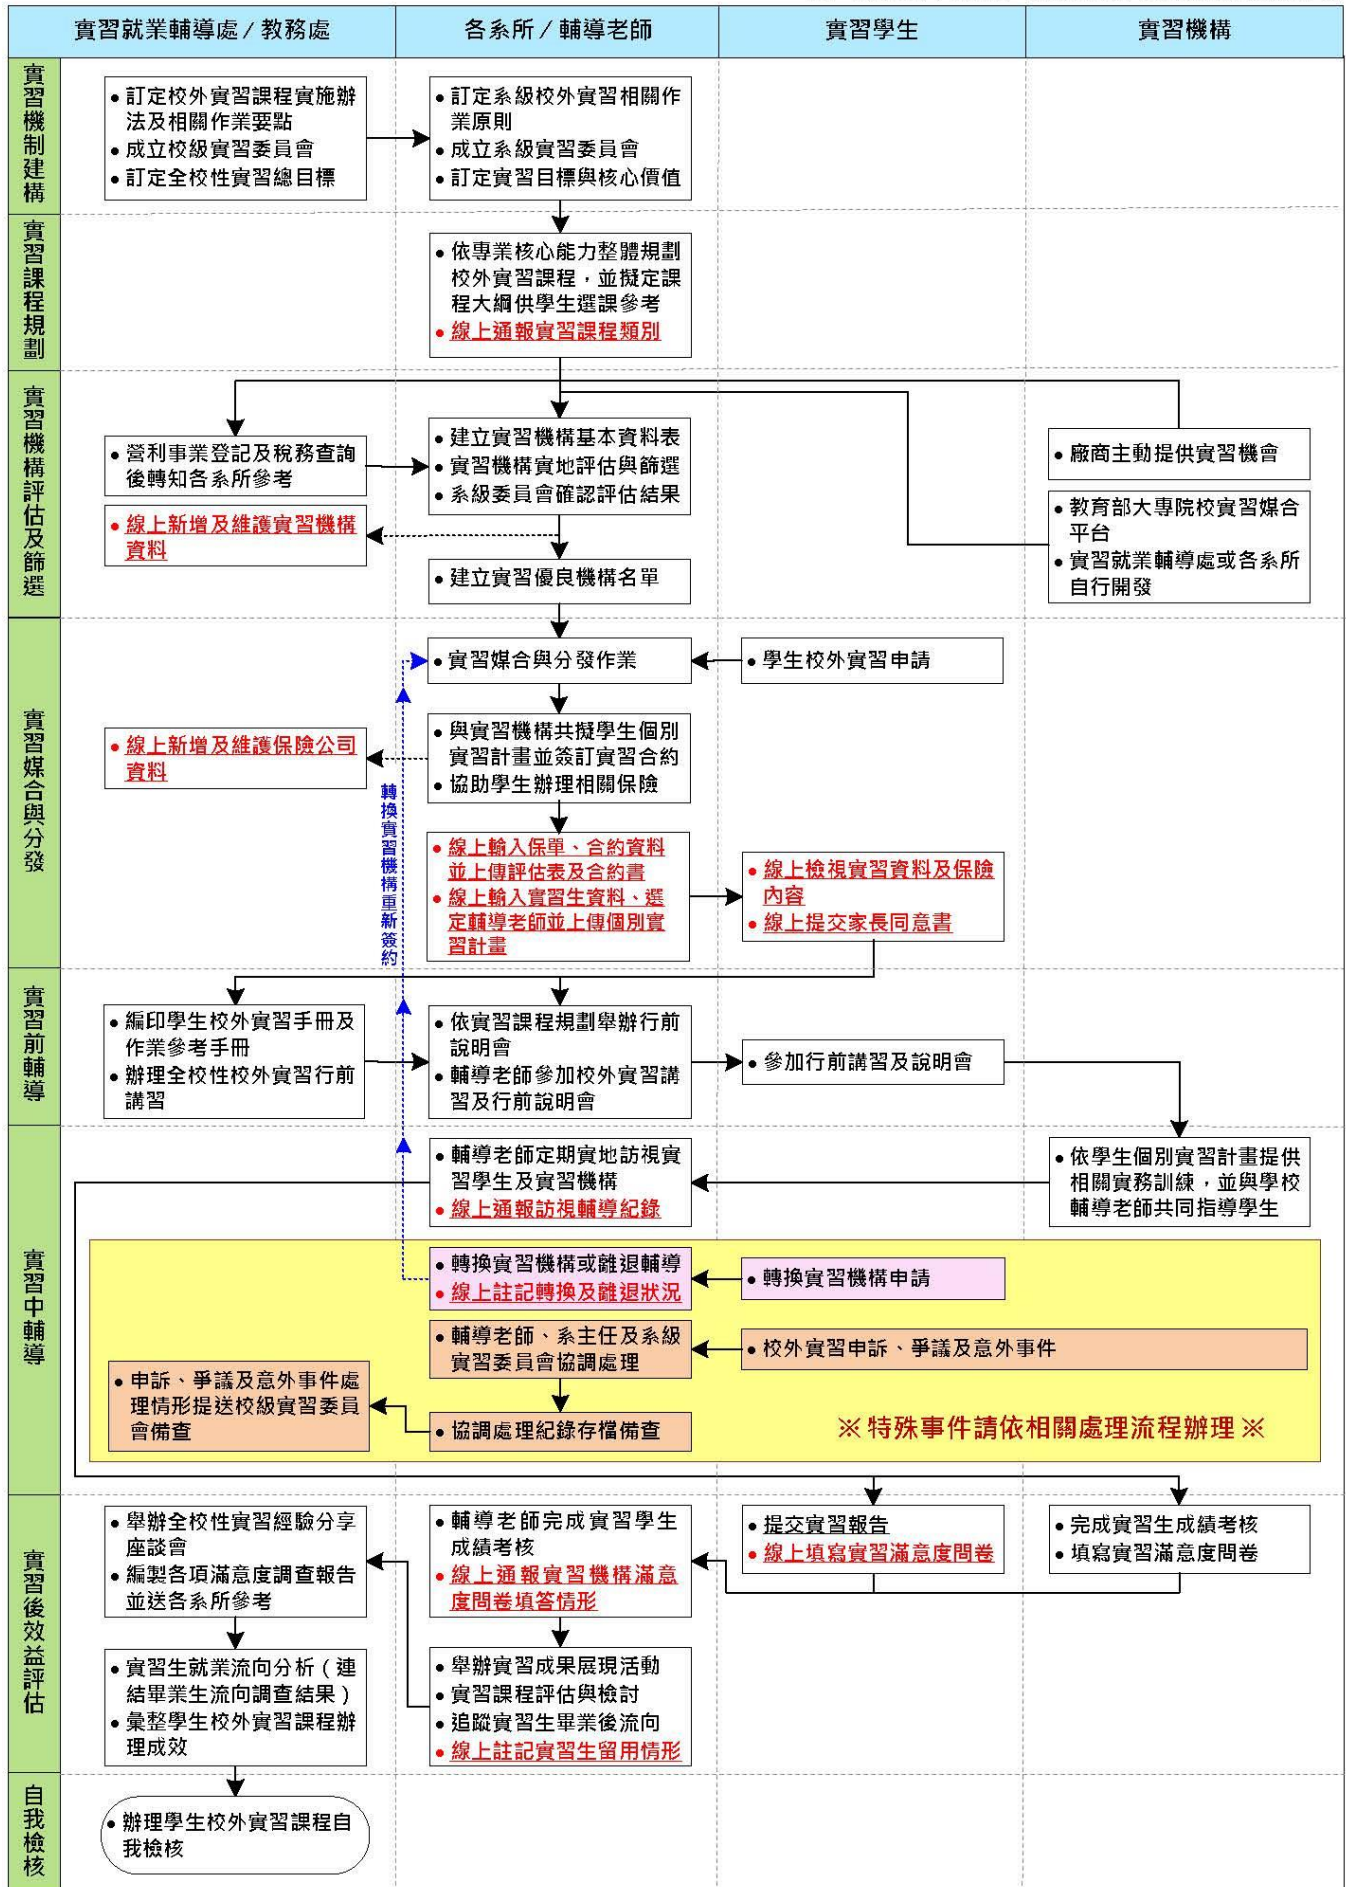 實習就業輔導處／教務處
各系所／輔導老師
實習學生
實習機構
實習機制建構
• 訂定校外實習課程實施辦
法及相關作業要點
• 成立校級實習委員會
• 訂定全校性實習總目標
• 訂定系級校外實習相關作
業原則
• 成立系級實習委員會
• 訂定實習目標與核心價值
實習課程規劃
• 依專業核心能力整體規劃
校外實習課程，並擬定課
程大綱供學生選課參考
• 線上通報實習課程類別
實習機構評估及篩選
• 營利事業登記及稅務查詢
後轉知各系所參考
• 建立實習機構基本資料表
• 實習機構實地評估與篩選
• 系級委員會確認評估結果
• 廠商主動提供實習機會
• 線上新增及維護實習機構
資料
• 教育部大專院校實習媒合
平台
• 實習就業輔導處或各系所
自行開發
• 建立實習優良機構名單
實習媒合與分發
• 實習媒合與分發作業
• 學生校外實習申請
• 線上新增及維護保險公司
資料
• 與實習機構共擬學生個別
實習計畫並簽訂實習合約
• 協助學生辦理相關保險
轉換實習機構重新簽約
• 線上輸入保單、合約資料
並上傳評估表及合約書
• 線上輸入實習生資料、選
定輔導老師並上傳個別實
習計畫
• 線上檢視實習資料及保險
內容
• 線上提交家長同意書
實習前輔導
• 編印學生校外實習手冊及
作業參考手冊
• 辦理全校性校外實習行前
講習
• 依實習課程規劃舉辦行前
說明會
• 輔導老師參加校外實習講
習及行前說明會
• 參加行前講習及說明會
實習中輔導
• 輔導老師定期實地訪視實
習學生及實習機構
• 線上通報訪視輔導紀錄
• 依學生個別實習計畫提供
相關實務訓練，並與學校
輔導老師共同指導學生
• 轉換實習機構或離退輔導
• 線上註記轉換及離退狀況
• 轉換實習機構申請
• 輔導老師、系主任及系級
實習委員會協調處理
• 校外實習申訴、爭議及意外事件
• 申訴、爭議及意外事件處
理情形提送校級實習委員
會備查
• 協調處理紀錄存檔備查
※特殊事件請依相關處理流程辦理※
實習後效益評估
• 舉辦全校性實習經驗分享
座談會
• 編製各項滿意度調查報告
並送各系所參考
• 輔導老師完成實習學生
成績考核
• 線上通報實習機構滿意
度問卷填答情形
• 提交實習報告
• 線上填寫實習滿意度問卷
• 完成實習生成績考核
• 填寫實習滿意度問卷
• 實習生就業流向分析（連
結畢業生流向調查結果）
• 彙整學生校外實習課程辦
理成效
• 舉辦實習成果展現活動
• 實習課程評估與檢討
• 追蹤實習生畢業後流向
• 線上註記實習生留用情形
自我檢核
• 辦理學生校外實習課程自
我檢核